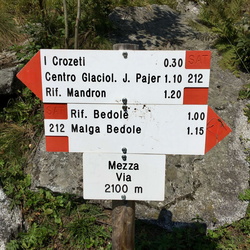 I Crozeti 0.30 SAT
Centro Glaciol. J. Pajer 1.10 212
Rif. Mandron 1.20
Rif. Bedole 1.00
212 Malga Bedole 1.15
Mezza
Via
2100 m